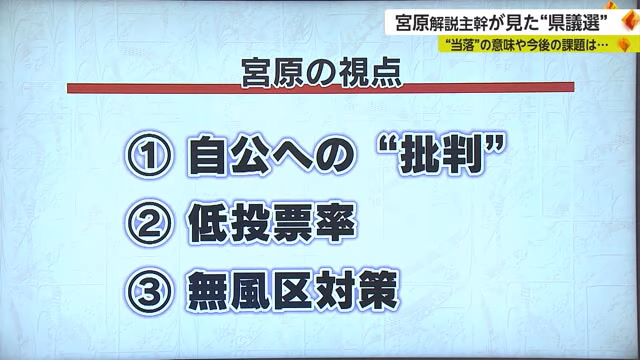 宮原解説主幹が見た“県議選”
“当落”の意味や今後の課題は…
宮原の視点
① 自公への“批判”
② 低投票率
③ 無風区対策